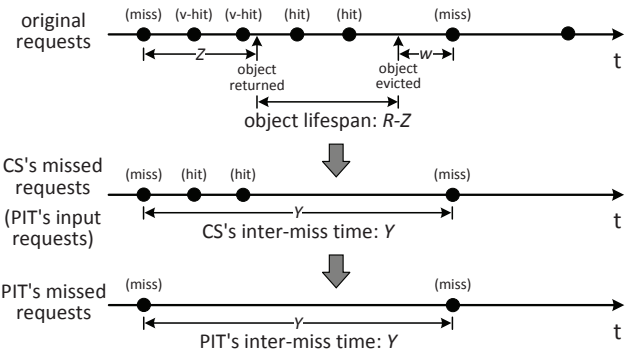 original
requests
(miss) (v-hit) (v-hit) (hit) (hit) (miss)
Z
w
t
object
returned
object
evicted
object lifespan: R-Z
CS's missed
requests
(PIT's input
requests)
(miss) (hit) (hit) (miss)
Y
t
CS's inter-miss time: Y
PIT's missed
requests
(miss) (miss)
Y
t
PIT's inter-miss time: Y